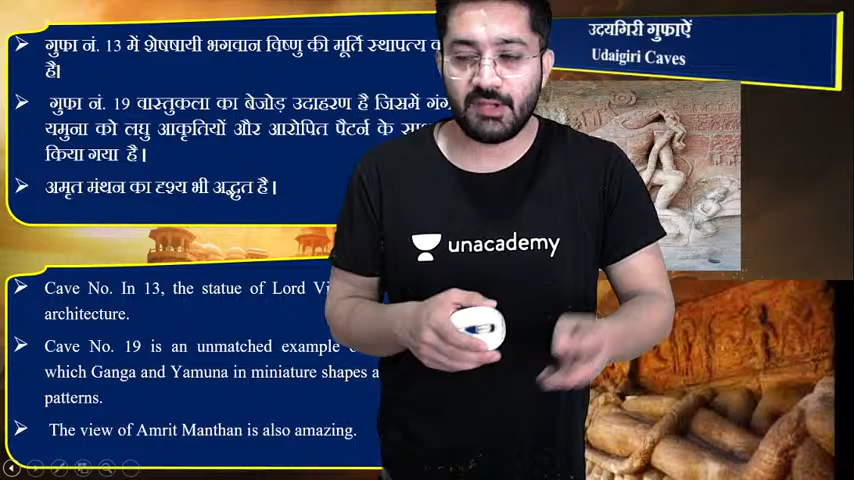 उदयगिरी गुफाऐं
Udaigiri Caves
गुफा नं. 13 में शेषषायी भगवान विष्णु की मूर्ति स्थापत्य
है।
गुफा नं. 19 वास्तुकला का बेजोड़ उदाहरण है जिसमें
यमुना को लघु आकृतियों और आरोपित पैटर्न के
किया गया है।
अमृत मंथन का दृश्य भी अद्भुत है।
Cave No. In 13, the statue of Lord
architecture.
Cave No. 19 is an unmatched example
which Ganga and Yamuna in miniature shapes
patterns.
The view of Amrit Manthan is also amazing.
unacademy